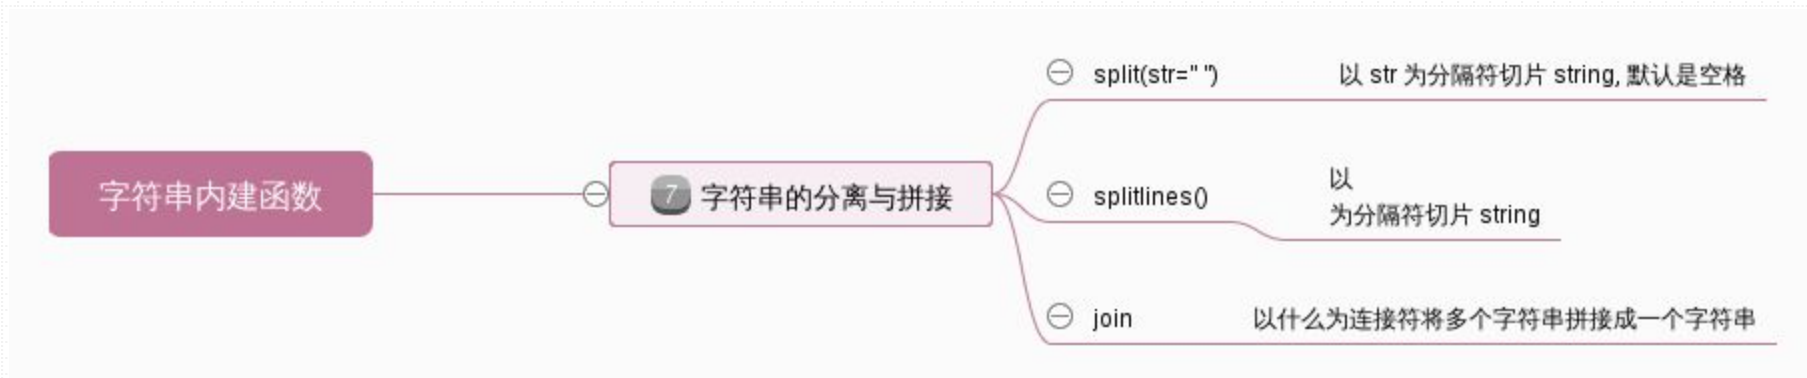 字符串内建函数
7 字符串的分离与拼接
split(str=" ") 以 str 为分隔符切片 string, 默认是空格
splitlines() 以
为分隔符切片 string
join 以什么为连接符将多个字符串拼接成一个字符串